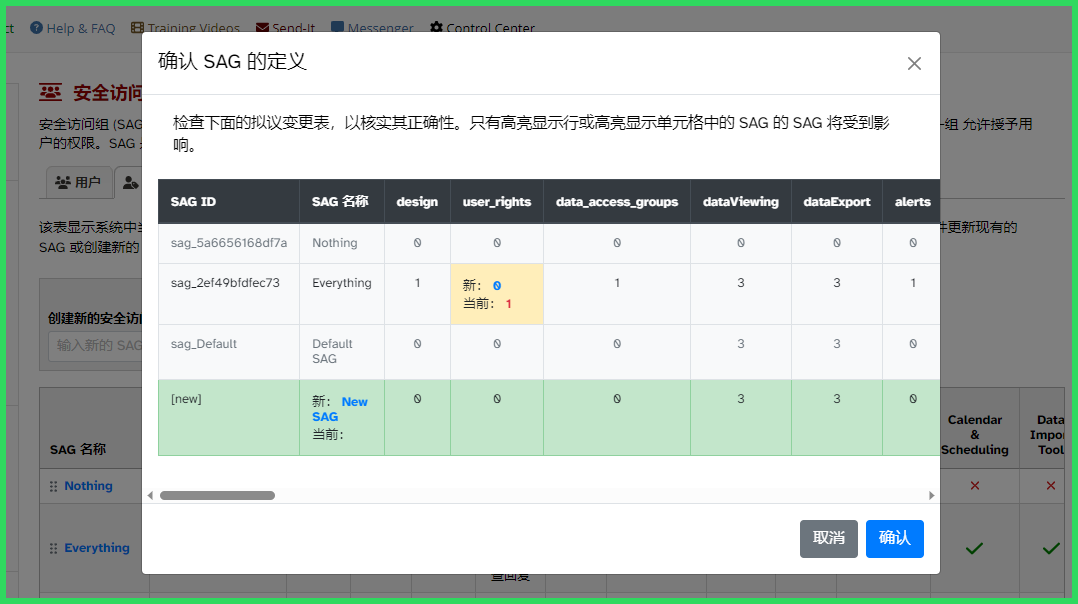 ct Help & FAQ Training Videos Send-It Messenger Control Center
确认 SAG 的定义
安全访问
检查下面的拟议变更表，以核实其正确性。只有高亮显示行或高亮显示单元格中的 SAG 的 SAG 将受到影
响。
安全访问组 (SAG
组 允许授予用
户的权限。SAG
用户
该表显示系统中
件更新现有的
SAG 或创建新的
SAG ID SAG 名称 design user_rights data_access_groups dataViewing dataExport alerts
sag_5a6656168df7a Nothing 0 0 0 0 0 0
sag_2ef49bfdfec73 Everything 1 新： 0 1 3 3 1
当前： 1
创建新的安全访问
输入新的 SAG
sag_Default Default 0 0 0 3 3 0
SAG
[new] 新： New 0 0 0 3 3 0
SAG
当前：
SAG 名称
Calendar
&
Scheduling
Data
Impor
Tool
Nothing
Everything
取消 确认
查回复